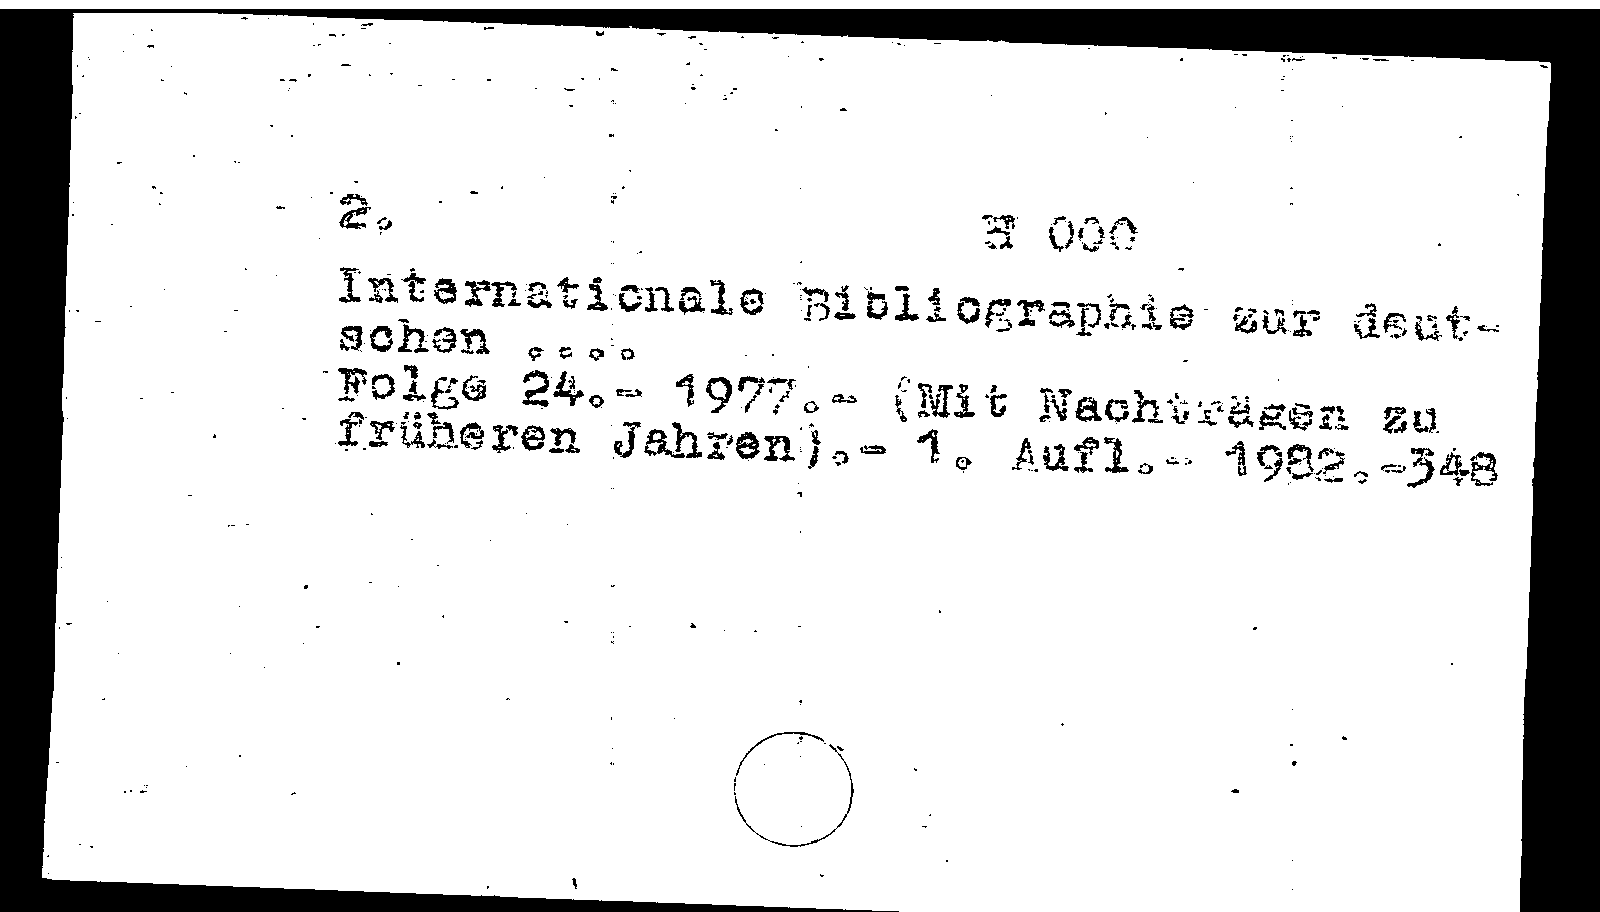 2.
H 000
Internationale Bibliographie zur deut-
schen ....
Folge 24.- 1977.- (Mit Nachträgen zu
früheren Jahren).- 1. Aufl.- 1982.-348